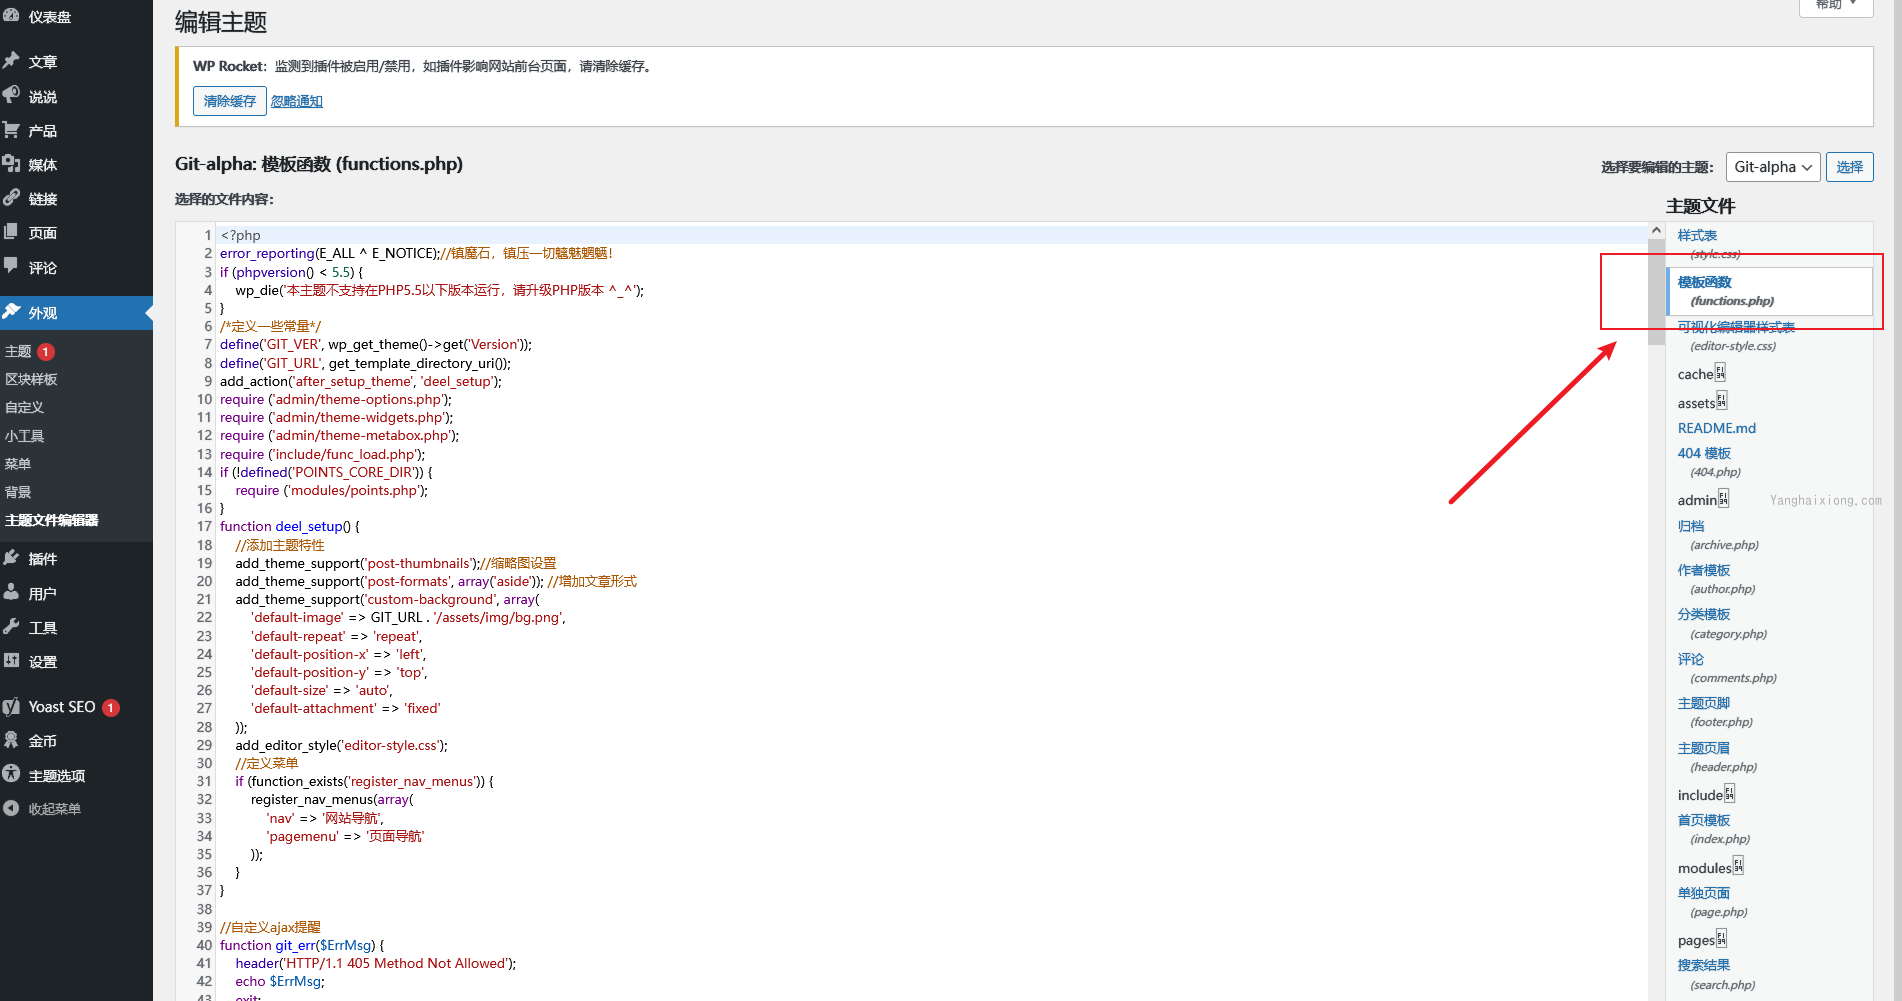 仪表盘
文章
说说
产品
媒体
链接
页面
评论
外观
主题 1
区块样板
自定义
小工具
菜单
背景
主题文件编辑器
插件
用户
工具
设置
Yoast SEO 1
金币
主题选项
收起菜单
帮助
编辑主题
WP Rocket: 监测到插件被启用/禁用，如插件影响网站前台页面，请清除缓存。
清除缓存 忽略通知
Git-alpha: 模板函数 (functions.php)
选择要编辑的主题： Git-alpha 选择
选择的文件内容：
1 <?php
2 error_reporting(E_ALL ^ E_NOTICE);//镇魔石，镇压一切魑魅魍魉！
3 if (phpversion() < 5.5) {
4 wp_die('本主题不支持在PHP5.5以下版本运行，请升级PHP版本 ^_^');
5 }
6 /*定义一些常量*/
7 define('GIT_VER', wp_get_theme()->get('Version'));
8 define('GIT_URL', get_template_directory_uri());
9 add_action('after_setup_theme', 'deel_setup');
10 require ('admin/theme-options.php');
11 require ('admin/theme-widgets.php');
12 require ('admin/theme-metabox.php');
13 require ('include/func_load.php');
14 if (!defined('POINTS_CORE_DIR')) {
15 require ('modules/points.php');
16 }
17 function deel_setup() {
18 //添加主题特性
19 add_theme_support('post-thumbnails');//缩略图设置
20 add_theme_support('post-formats', array('aside')); //增加文章形式
21 add_theme_support('custom-background', array(
22 'default-image' => GIT_URL . '/assets/img/bg.png',
23 'default-repeat' => 'repeat',
24 'default-position-x' => 'left',
25 'default-position-y' => 'top',
26 'default-size' => 'auto',
27 'default-attachment' => 'fixed'
28 ));
29 add_editor_style('editor-style.css');
30 //定义菜单
31 if (function_exists('register_nav_menus')) {
32 register_nav_menus(array(
33 'nav' => '网站导航',
34 'pagemenu' => '页面导航'
35 ));
36 }
37 }
38
39 //自定义ajax提醒
40 function git_err($ErrMsg) {
41 header('HTTP/1.1 405 Method Not Allowed');
42 echo $ErrMsg;
43 exit;
主题文件
样式表
(style.css)
模板函数
(functions.php)
可视化编辑器样式表
(editor-style.css)
cache
assets
README.md
404 模板
(404.php)
admin
Yanghaixiong.com
归档
(archive.php)
作者模板
(author.php)
分类模板
(category.php)
评论
(comments.php)
主题页脚
(footer.php)
主题页眉
(header.php)
include
首页模板
(index.php)
modules
单独页面
(page.php)
pages
搜索结果
(search.php)